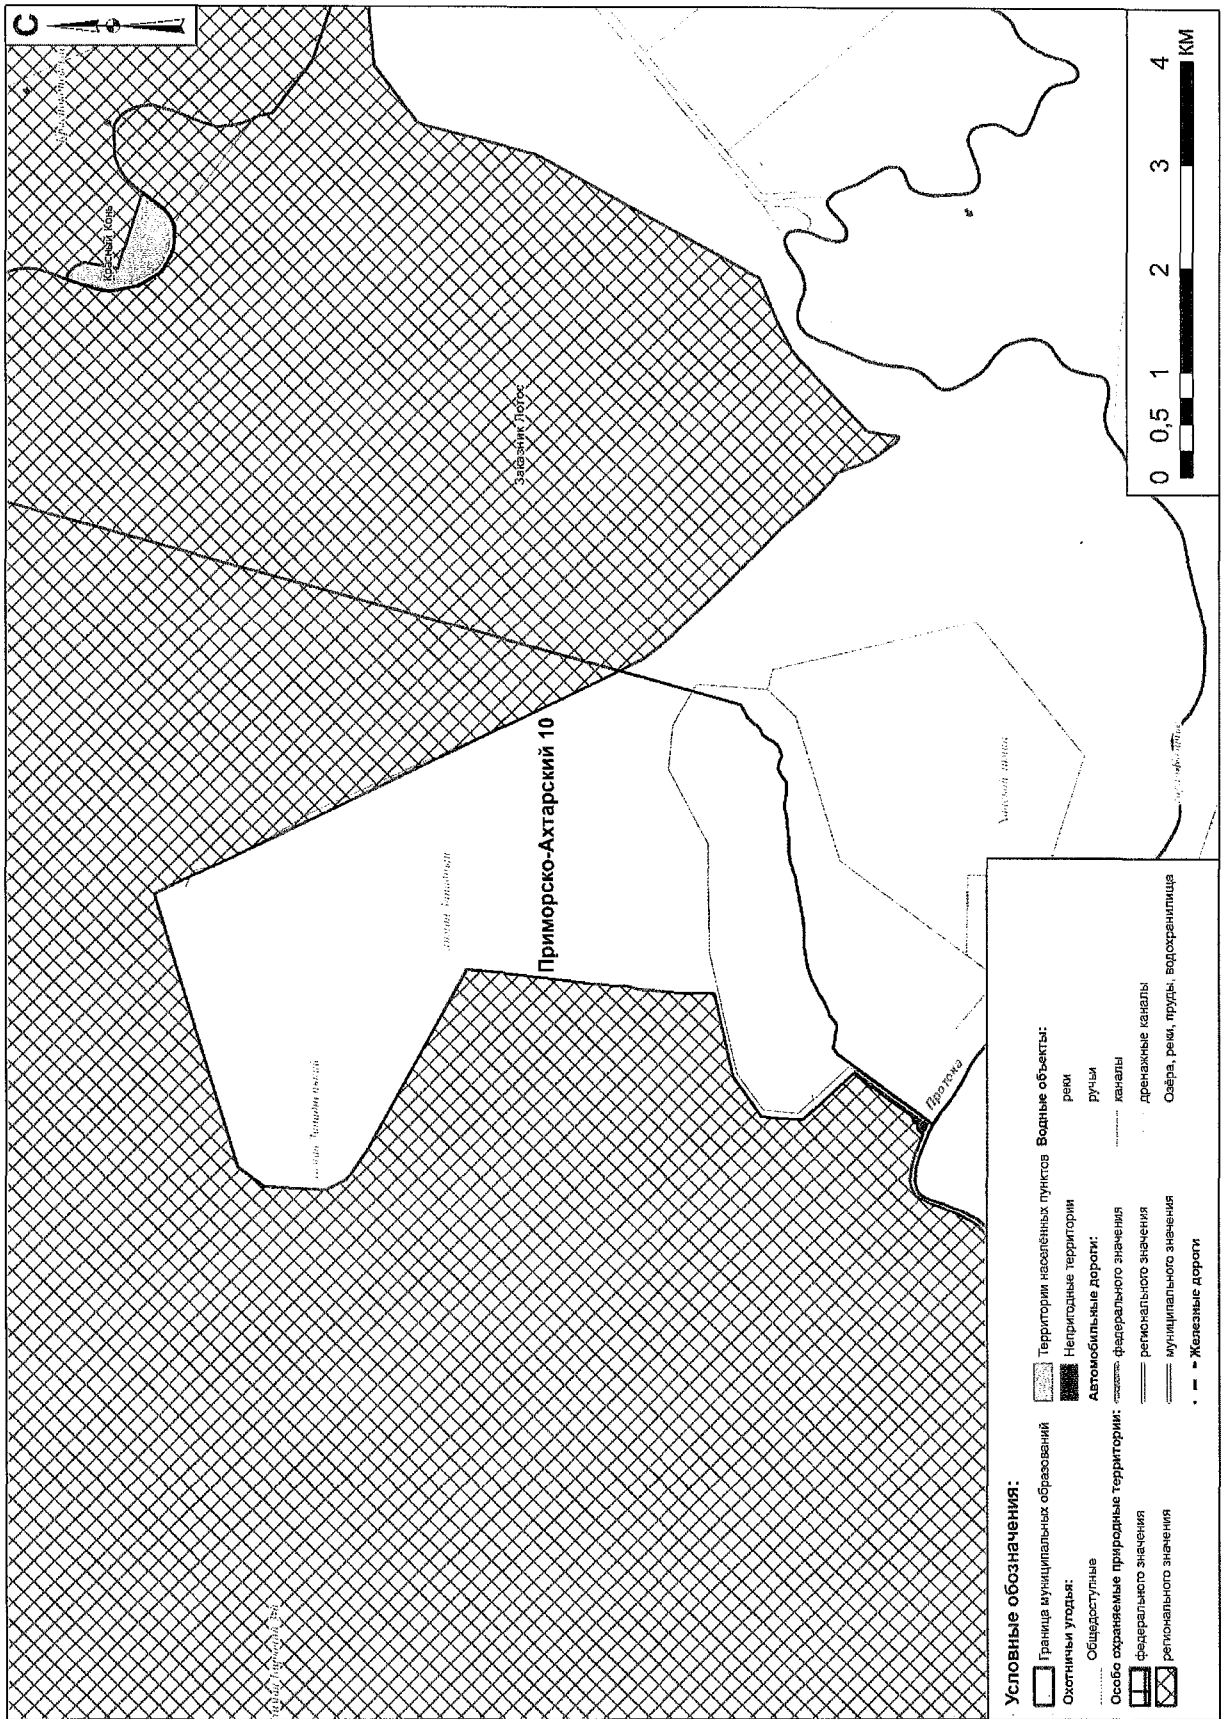 С
Красный Конь
Заказник Лотос
Приморско-Ахтарский 10
Протока
0 0,5 1 2 3 4
КМ
Условные обозначения:
Граница муниципальных образований
Охотничьи угодья:
Общедоступные
Особо охраняемые природные территории:
федерального значения
регионального значения
Территории населённых пунктов
Непригодные территории
Автомобильные дороги:
федерального значения
регионального значения
муниципального значения
Железные дороги
Водные объекты:
реки
ручьи
каналы
дренажные каналы
Озёра, реки, пруды, водохранилища